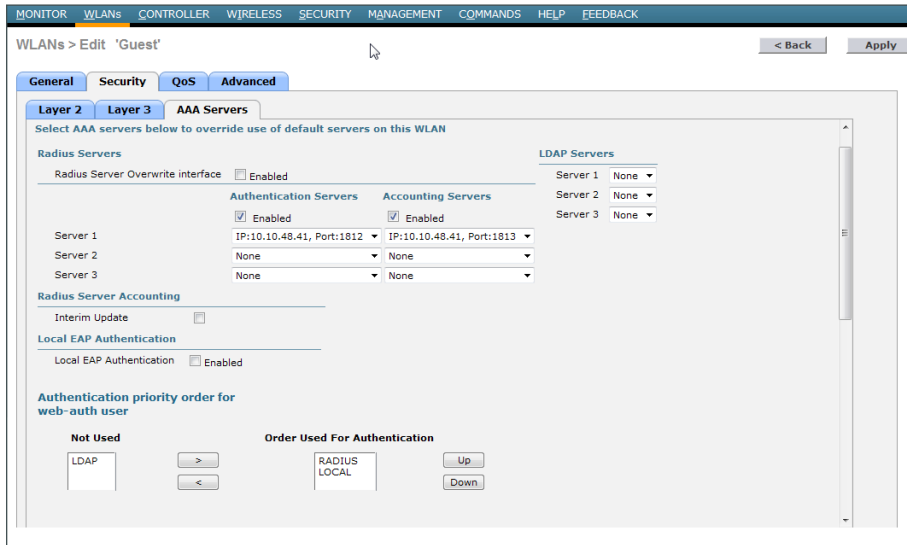 MONITOR WLANs CONTROLLER WIRELESS SECURITY MANAGEMENT COMMANDS HELP FEEDBACK
WLANs > Edit 'Guest'
< Back Apply
General Security QoS Advanced
Layer 2 Layer 3 AAA Servers
Select AAA servers below to override use of default servers on this WLAN
Radius Servers LDAP Servers
Radius Server Overwrite interface Enabled Server 1 None
Authentication Servers Accounting Servers Server 2 None
Enabled Enabled Server 3 None
Server 1 IP:10.10.48.41, Port:1812 IP:10.10.48.41, Port:1813
Server 2 None None
Server 3 None None
Radius Server Accounting
Interim Update
Local EAP Authentication
Local EAP Authentication Enabled
Authentication priority order for
web-auth user
Not Used Order Used For Authentication
LDAP > RADIUS Up
LOCAL
< Down